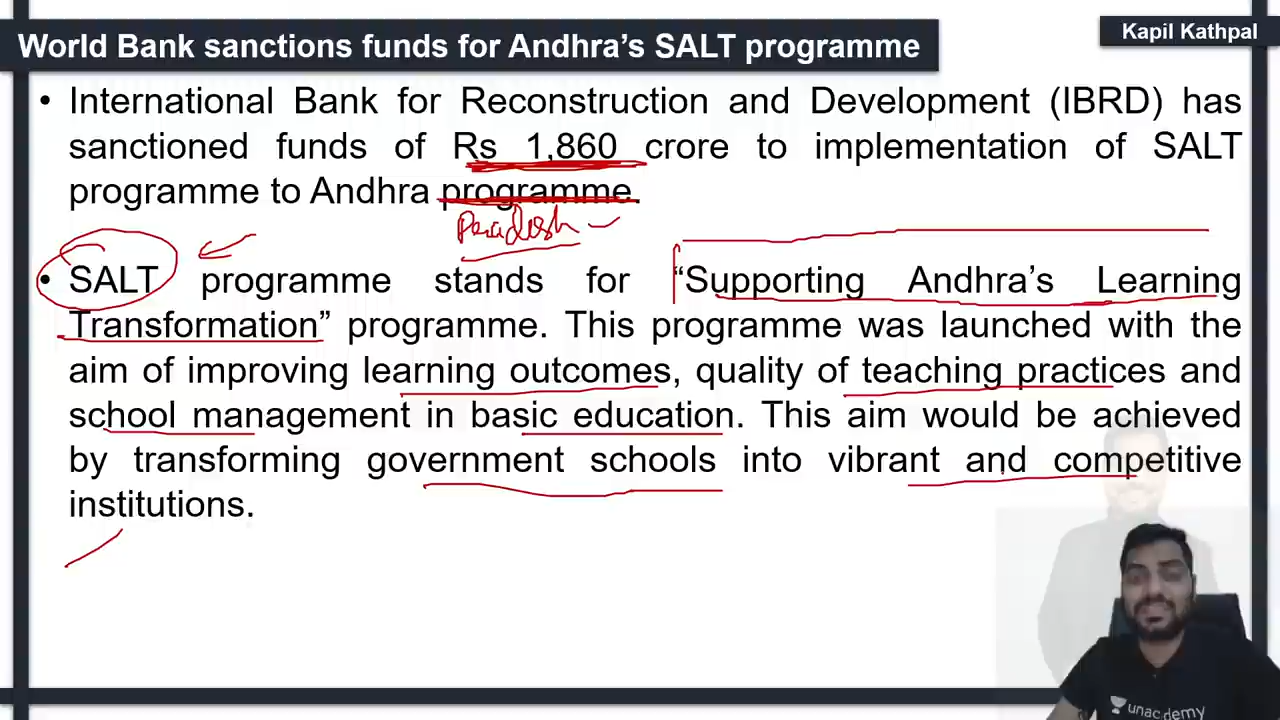 World Bank sanctions funds for Andhra's SALT programme
Kapil Kathpal
• International Bank for Reconstruction and Development (IBRD) has
sanctioned funds of Rs 1,860 crore to implementation of SALT
programme to Andhra programme.
Pradesh
• SALT programme stands for “Supporting Andhra's Learning
Transformation” programme. This programme was launched with the
aim of improving learning outcomes, quality of teaching practices and
school management in basic education. This aim would be achieved
by transforming government schools into vibrant and competitive
institutions.
unacademy